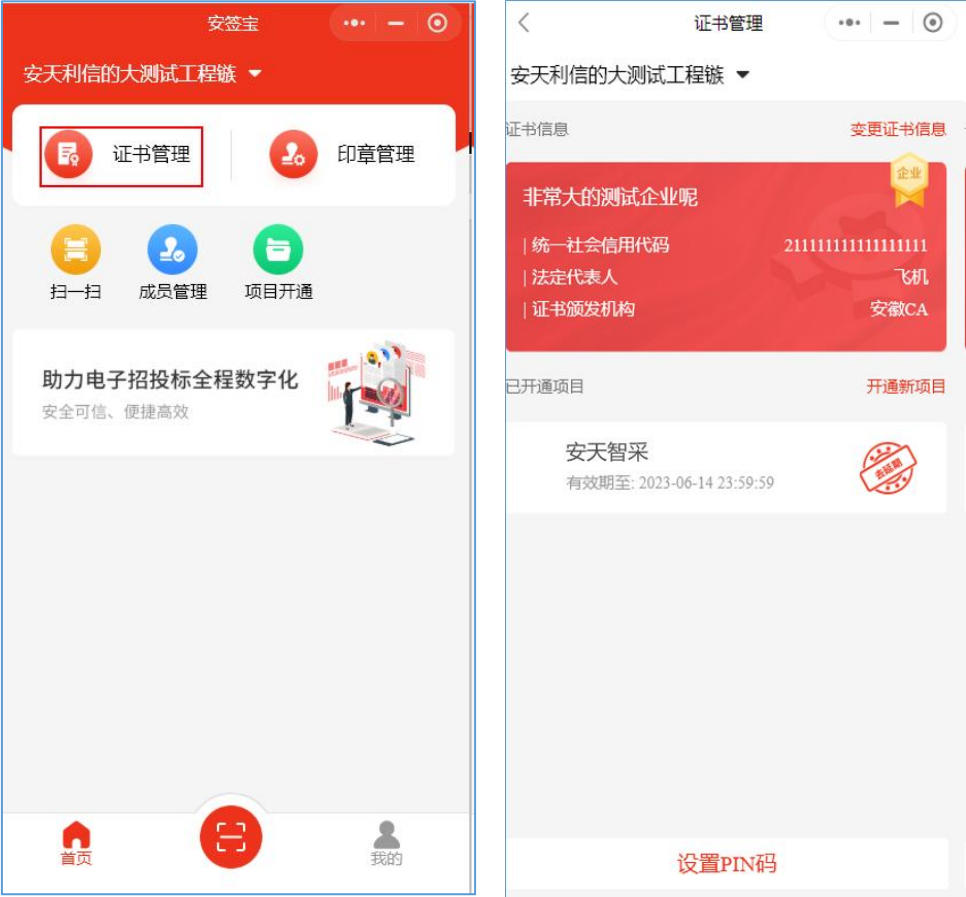 安签宝
安天利信的大测试工程镞
证书管理
印章管理
扫一扫
成员管理
项目开通
助力电子招投标全程数字化
安全可信、便捷高效
首页
我的
证书管理
安天利信的大测试工程镞
证书信息
变更证书信息
企业
非常大的测试企业呢
| 统一社会信用代码 211111111111111111
| 法定代表人 飞机
| 证书颁发机构 安徽CA
已开通项目
开通新项目
安天智采
有效期至: 2023-06-14 23:59:59
去延期
设置PIN码